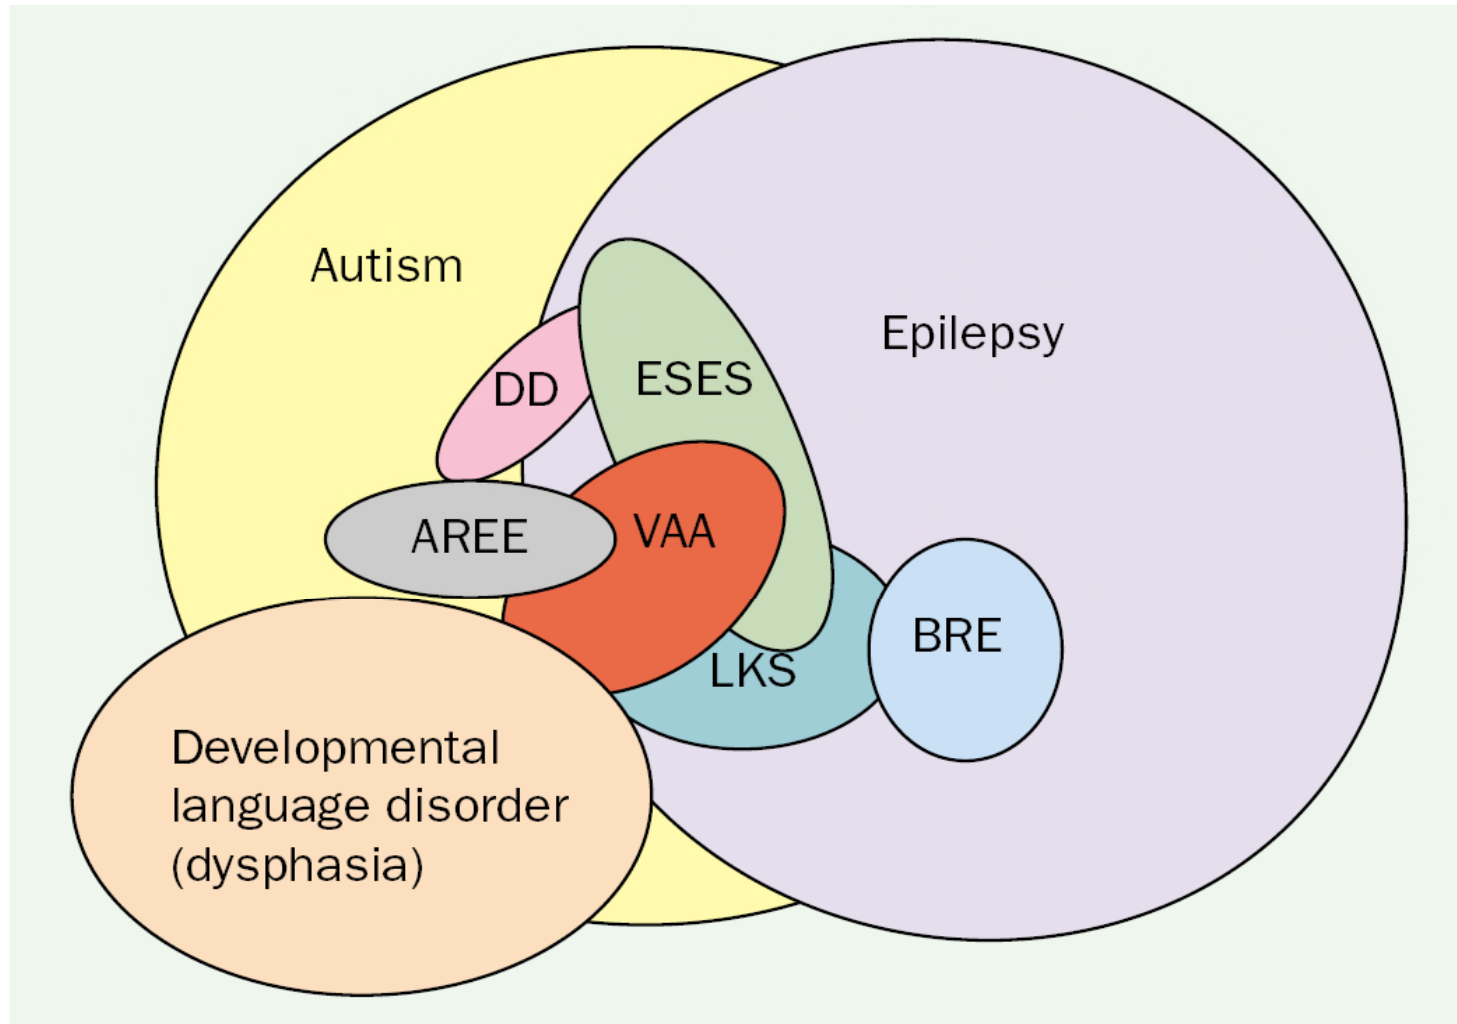 Autism
Epilepsy
DD
ESES
AREE
VAA
BRE
LKS
Developmental
language disorder
(dysphasia)